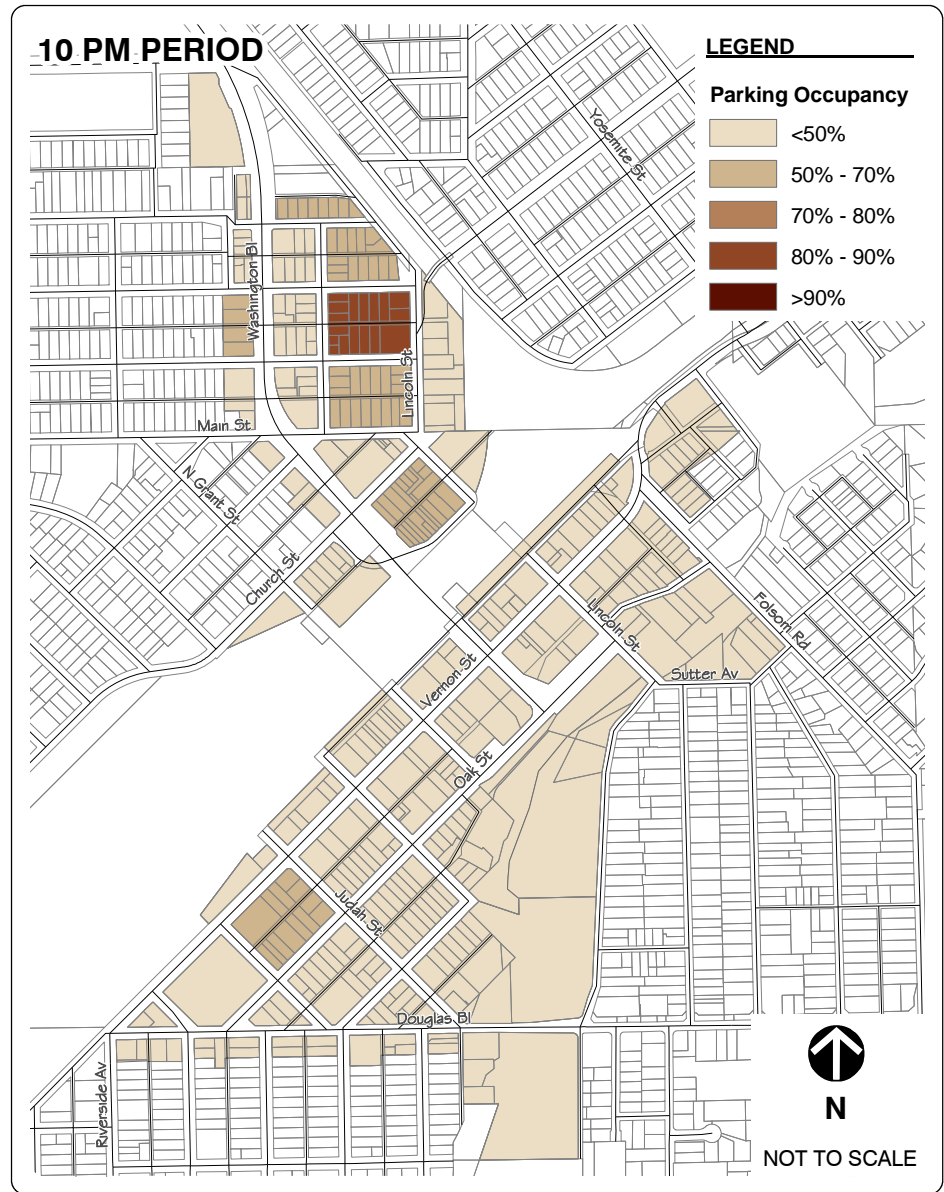 10 PM PERIOD
LEGEND
Parking Occupancy
<50%
50% - 70%
70% - 80%
80% - 90%
>90%
Yosemite St
Washington Bl
Lincoln St
Main St
N Grant St
Church St
Lincoln St
Folsom Rd
Sutter Av
Vernon St
Oak St
Judah St
Douglas Bl
Riverside Av
N
NOT TO SCALE